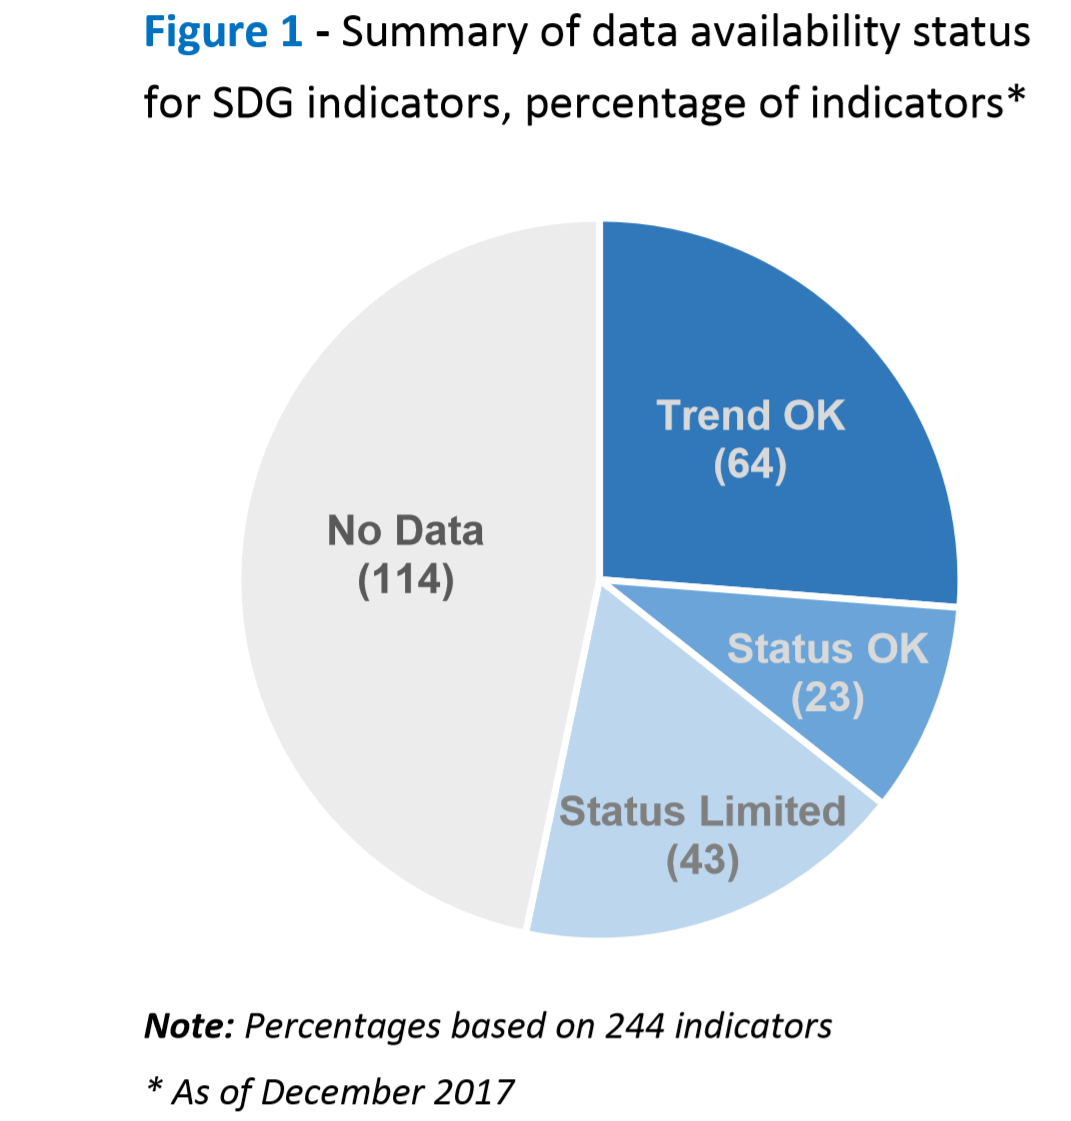 Figure 1 - Summary of data availability status
for SDG indicators, percentage of indicators*
Trend OK
(64)
No Data
(114)
Status OK
(23)
Status Limited
(43)
Note: Percentages based on 244 indicators
* As of December 2017